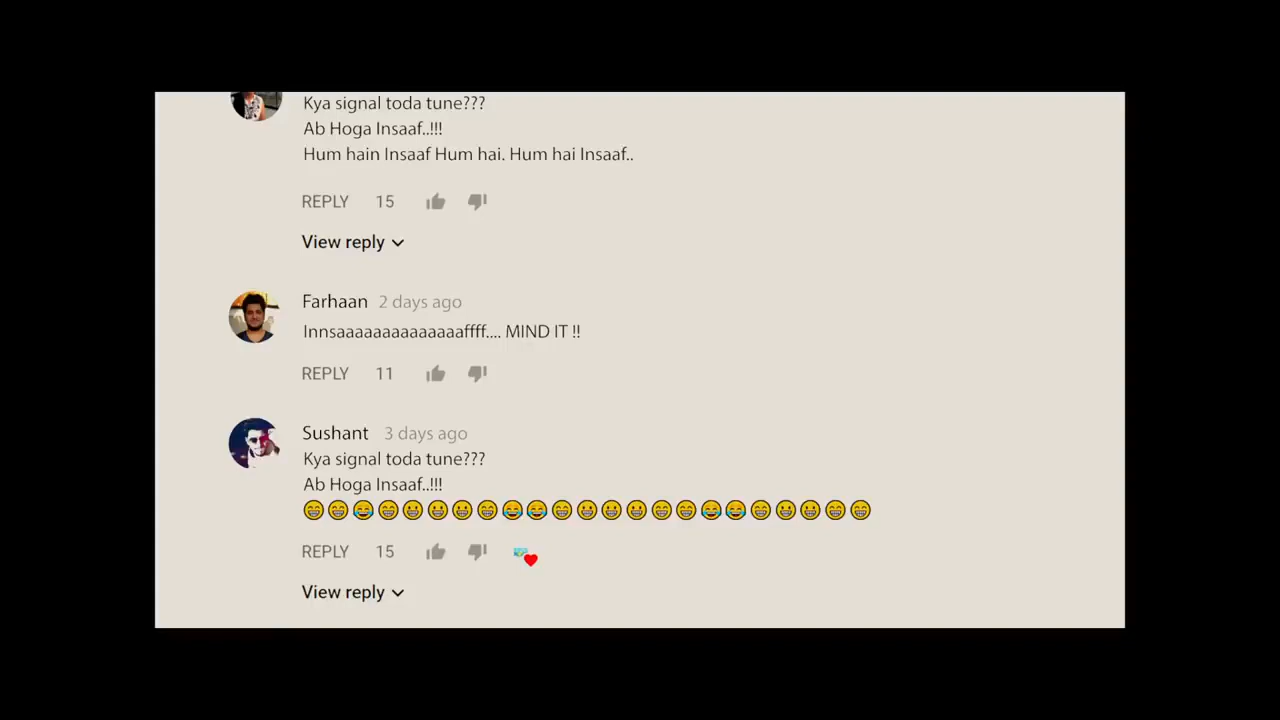 Kya signal toda tune???
Ab Hoga Insaaf..!!!
Hum hain Insaaf Hum hai. Hum hai Insaaf..
REPLY 15
View reply
Farhaan 2 days ago
Innsaaaaaaaaaaaaaaffff.... MIND IT !!
REPLY 11
Sushant 3 days ago
Kya signal toda tune???
Ab Hoga Insaaf..!!!
😁😁😂😁😀😀😀😁😂😂😁😀😀😀😁😁😂😂😁😀😀😁😁
REPLY 15
View reply